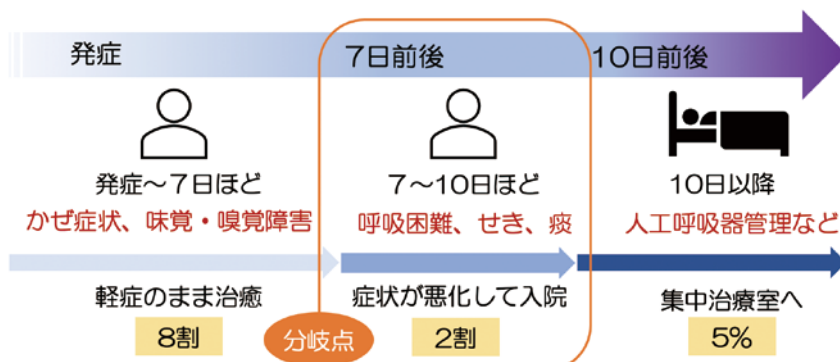 発症
7日前後
10日前後
発症～7日ほど
7～10日ほど
10日以降
かぜ症状、味覚・嗅覚障害
呼吸困難、せき、痰
人工呼吸器管理など
軽症のまま治癒
症状が悪化して入院
集中治療室へ
8割
分岐点
2割
5%